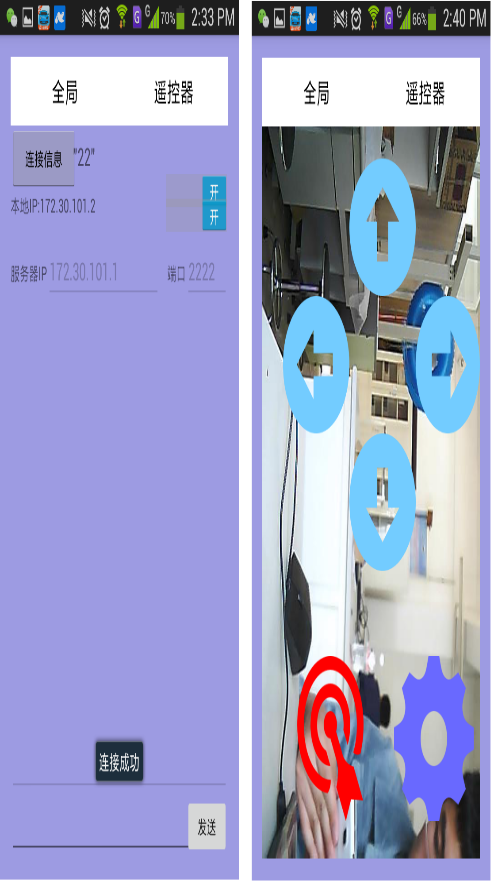 70% 2:33 PM
全局 遥控器
连接信息 "22"
本地IP:172.30.101.2
开
开
服务器IP 172.30.101.1 端口 2222
连接成功
发送
66% 2:40 PM
全局 遥控器